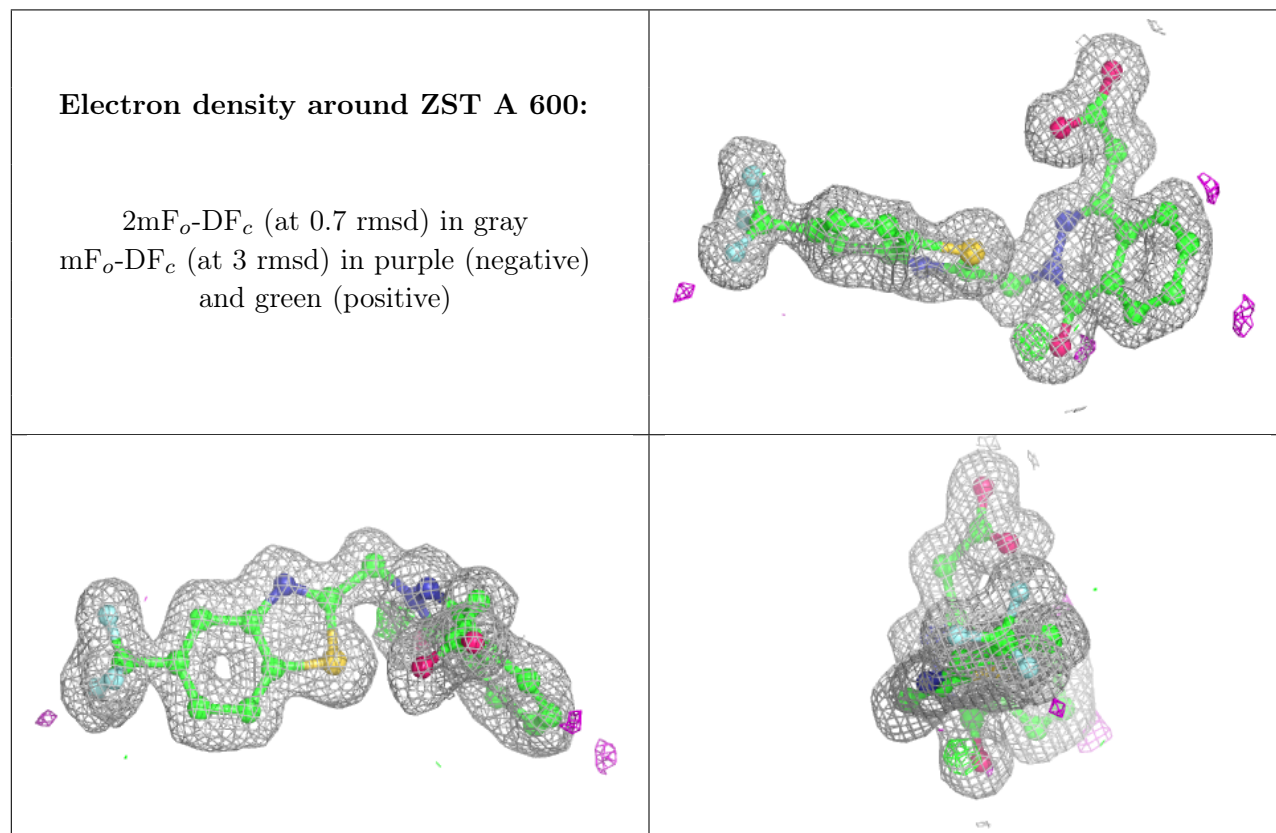 Electron density around ZST A 600:
2mFo-DFc (at 0.7 rmsd) in gray
mFo-DFc (at 3 rmsd) in purple (negative)
and green (positive)